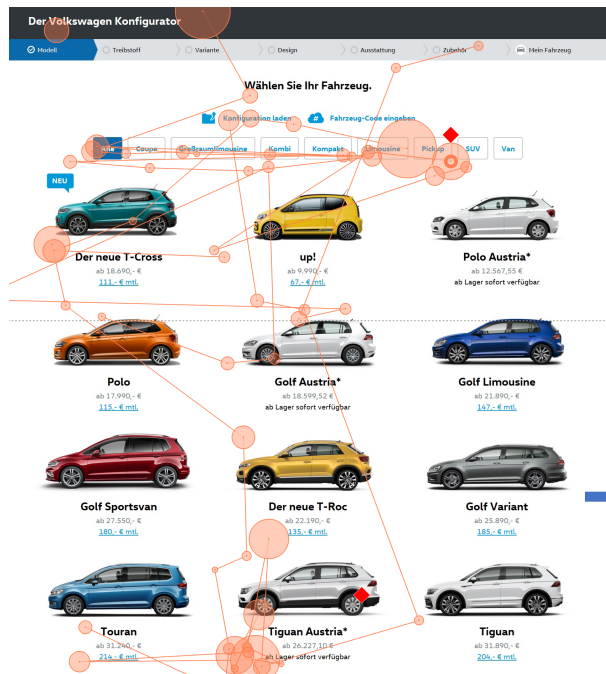 Der Volkswagen Konfigurator
Modell Treibstoff Variante Design Ausstattung Zubehör Mein Fahrzeug
Wählen Sie Ihr Fahrzeug.
Konfiguration laden # Fahrzeug-Code eingeben
Alle Coupe Großraumlimousine Kombi Kompakt Limousine Pickup SUV Van
NEU
Der neue T-Cross up! Polo Austria*
ab 18.690,- € ab 9.990,- € ab 12.567,55 €
111,- € mtl. 67,- € mtl. ab Lager sofort verfügbar
Polo Golf Austria* Golf Limousine
ab 17.990,- € ab 18.599,52 € ab 21.890,- €
115,- € mtl. ab Lager sofort verfügbar 147,- € mtl.
Golf Sportsvan Der neue T-Roc Golf Variant
ab 27.550,- € ab 22.190,- € ab 25.890,- €
180,- € mtl. 135,- € mtl. 185,- € mtl.
Touran Tiguan Austria* Tiguan
ab 31.240,- € ab 26.227,10 € ab 31.890,- €
214,- € mtl. ab Lager sofort verfügbar 204,- € mtl.